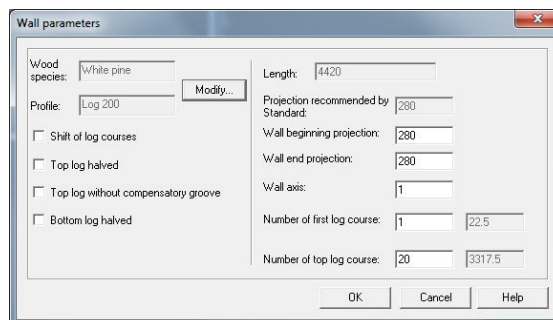 Wall parameters
Wood species:
White pine
Modify...
Profile:
Log 200
Shift of log courses
Top log halved
Top log without compensatory groove
Bottom log halved
Length:
4420
Projection recommended by
Standard:
280
Wall beginning projection:
280
Wall end projection:
280
Wall axis:
1
Number of first log course:
1
22.5
Number of top log course:
20
3317.5
OK
Cancel
Help